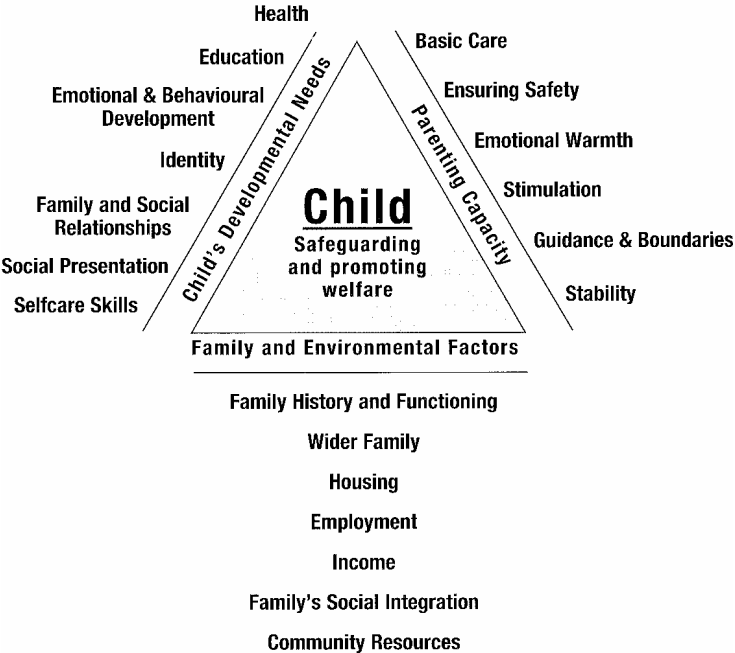 Health
Education
Emotional & Behavioural
Development
Identity
Family and Social
Relationships
Social Presentation
Selfcare Skills
Child's Developmental Needs
Basic Care
Ensuring Safety
Emotional Warmth
Stimulation
Guidance & Boundaries
Stability
Parenting Capacity
Child
Safeguarding
and promoting
welfare
Family and Environmental Factors
Family History and Functioning
Wider Family
Housing
Employment
Income
Family's Social Integration
Community Resources